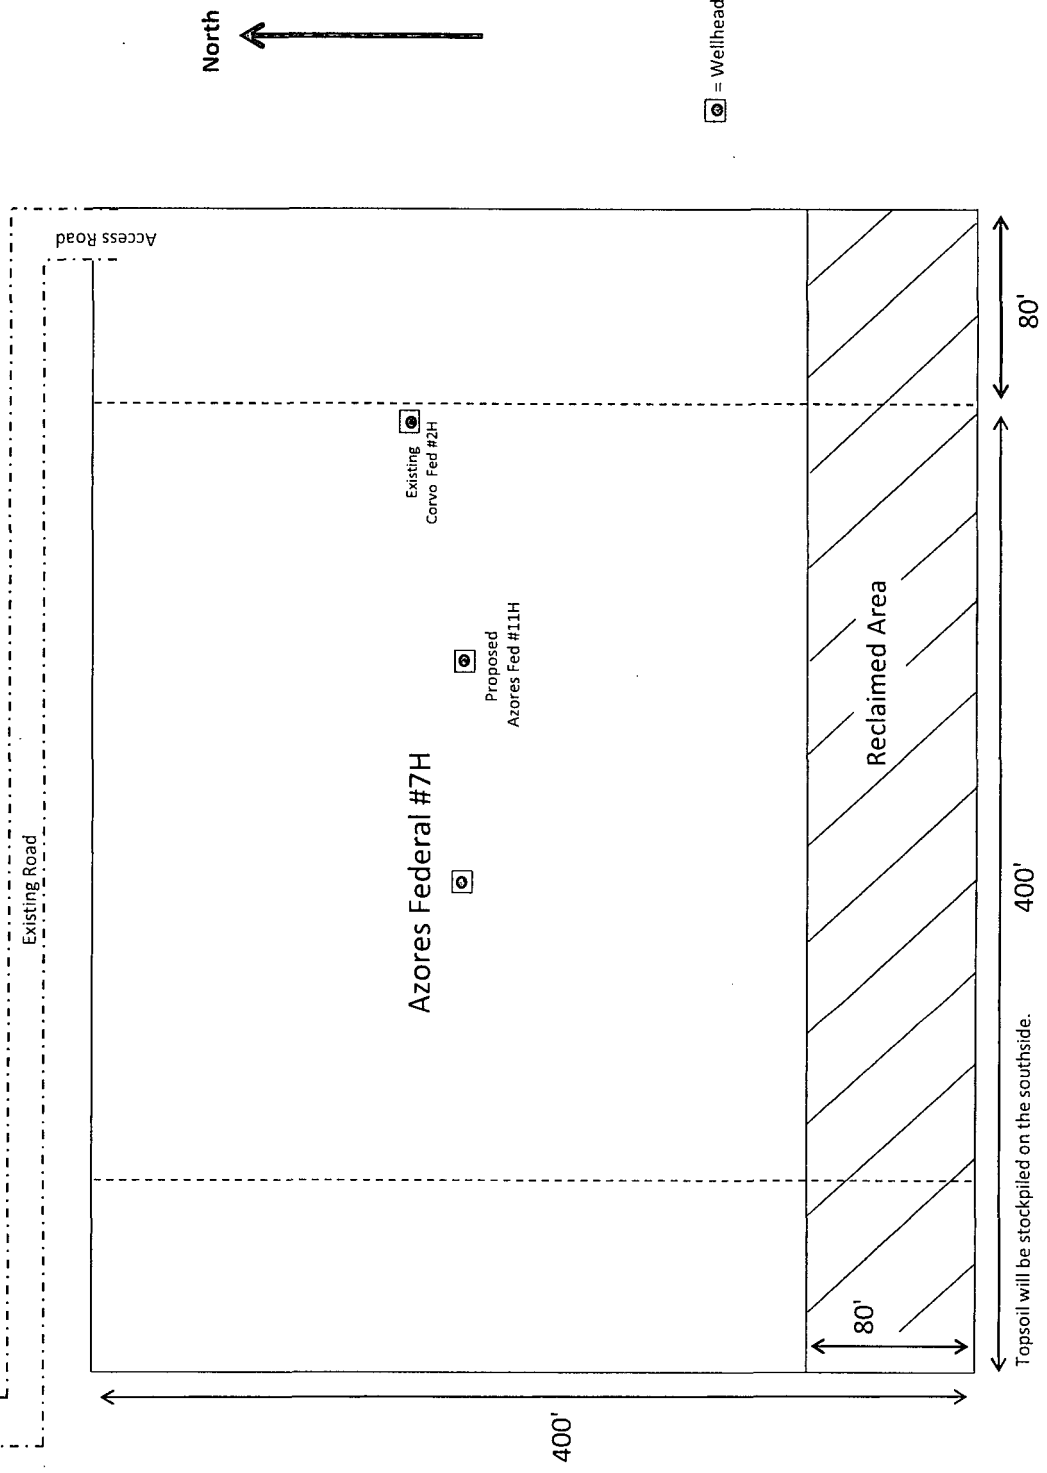 North
= Wellhead
Access Road
Existing Road
Existing
Corvo Fed #2H
Proposed
Azores Fed #11H
Azores Federal #7H
Reclaimed Area
80'
80'
400'
400'
Topsoil will be stockpiled on the southside.